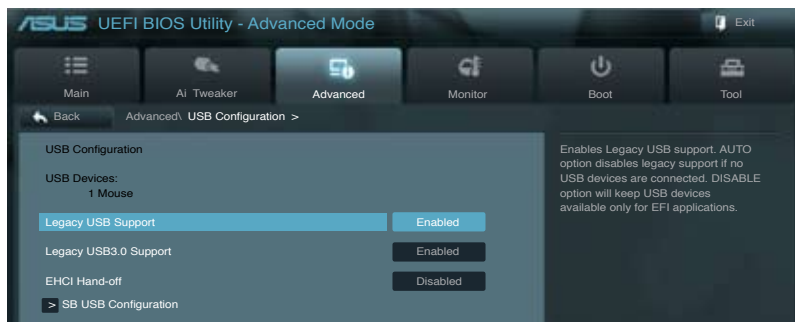 ASUS UEFI BIOS Utility - Advanced Mode
Exit
Main
Ai Tweaker
Advanced
Monitor
Boot
Tool
Back
Advanced\ USB Configuration >
USB Configuration
USB Devices:
1 Mouse
Legacy USB Support Enabled
Legacy USB3.0 Support Enabled
EHCI Hand-off Disabled
> SB USB Configuration
Enables Legacy USB support. AUTO
option disables legacy support if no
USB devices are connected. DISABLE
option will keep USB devices
available only for EFI applications.